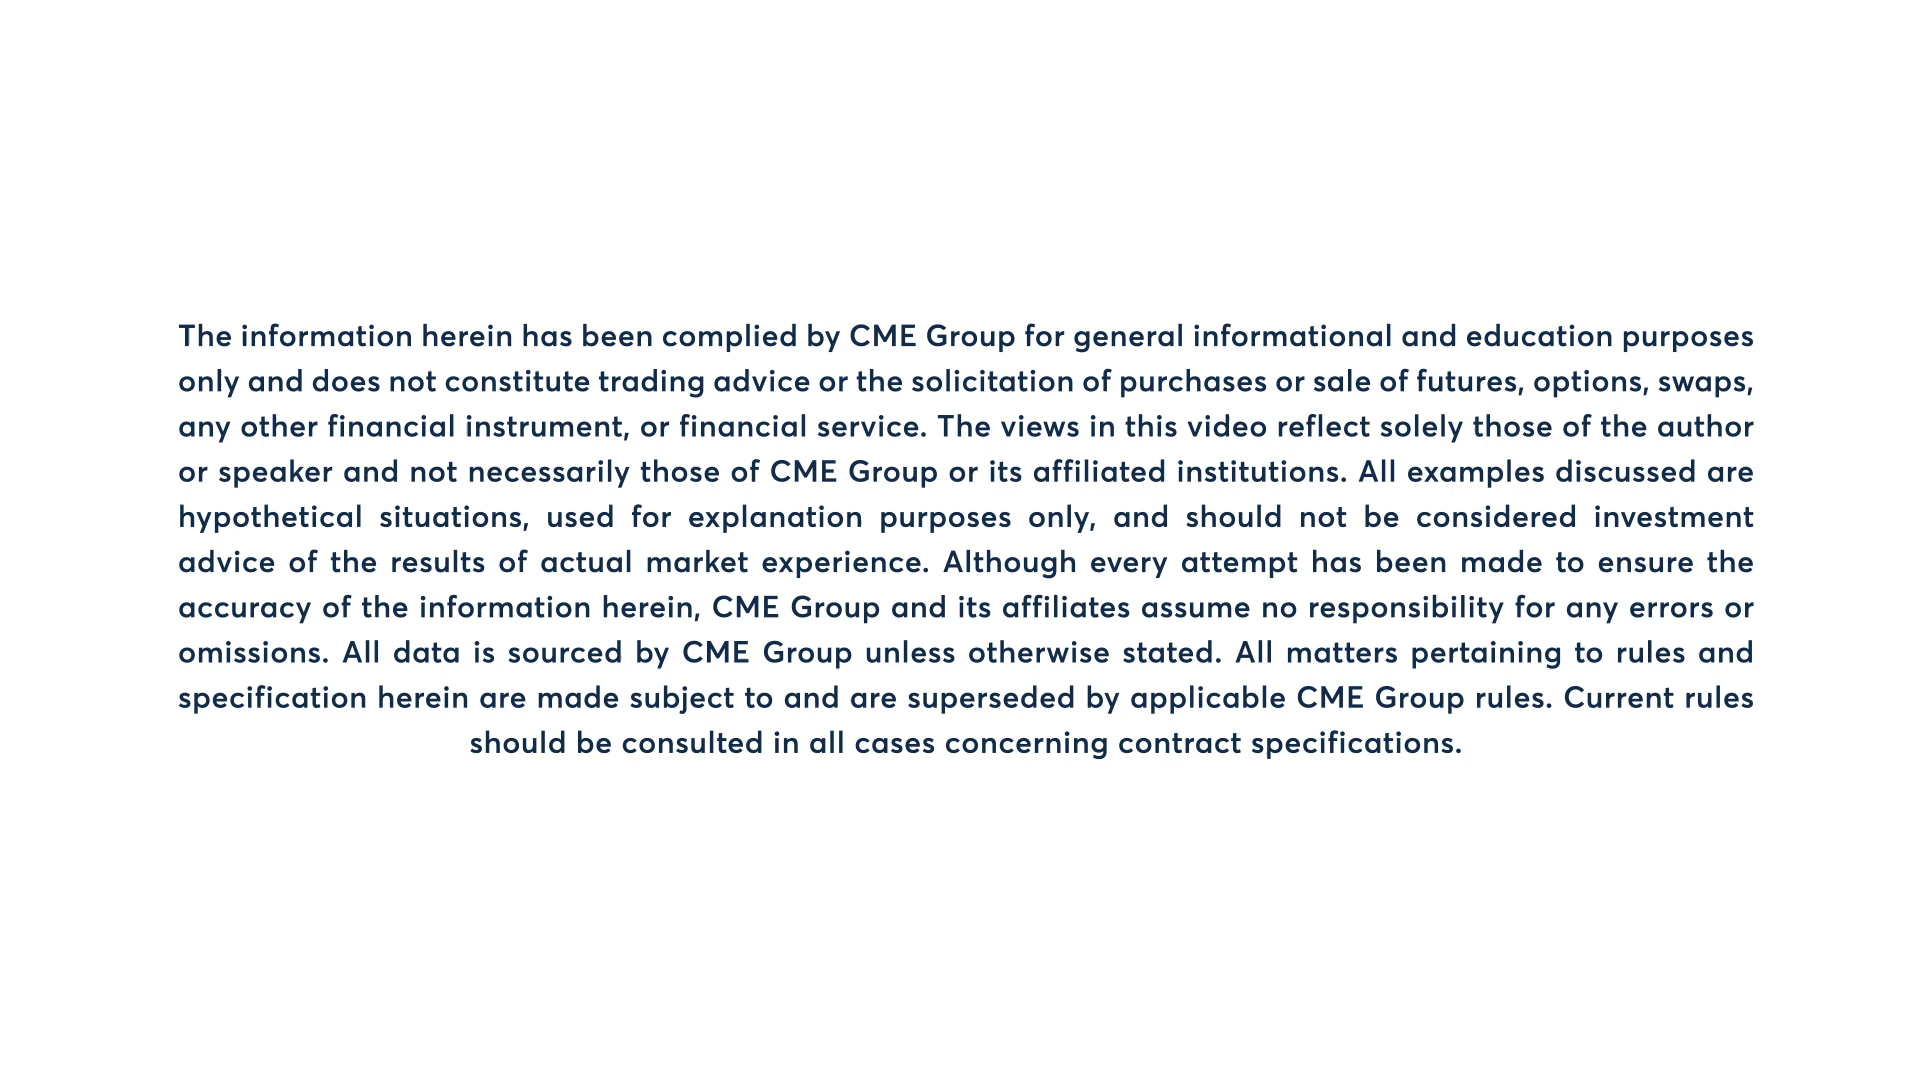 The information herein has been complied by CME Group for general informational and education purposes
only and does not constitute trading advice or the solicitation of purchases or sale of futures, options, swaps,
any other financial instrument, or financial service. The views in this video reflect solely those of the author
or speaker and not necessarily those of CME Group or its affiliated institutions. All examples discussed are
hypothetical situations, used for explanation purposes only, and should not be considered investment
advice of the results of actual market experience. Although every attempt has been made to ensure the
accuracy of the information herein, CME Group and its affiliates assume no responsibility for any errors or
omissions. All data is sourced by CME Group unless otherwise stated. All matters pertaining to rules and
specification herein are made subject to and are superseded by applicable CME Group rules. Current rules
should be consulted in all cases concerning contract specifications.